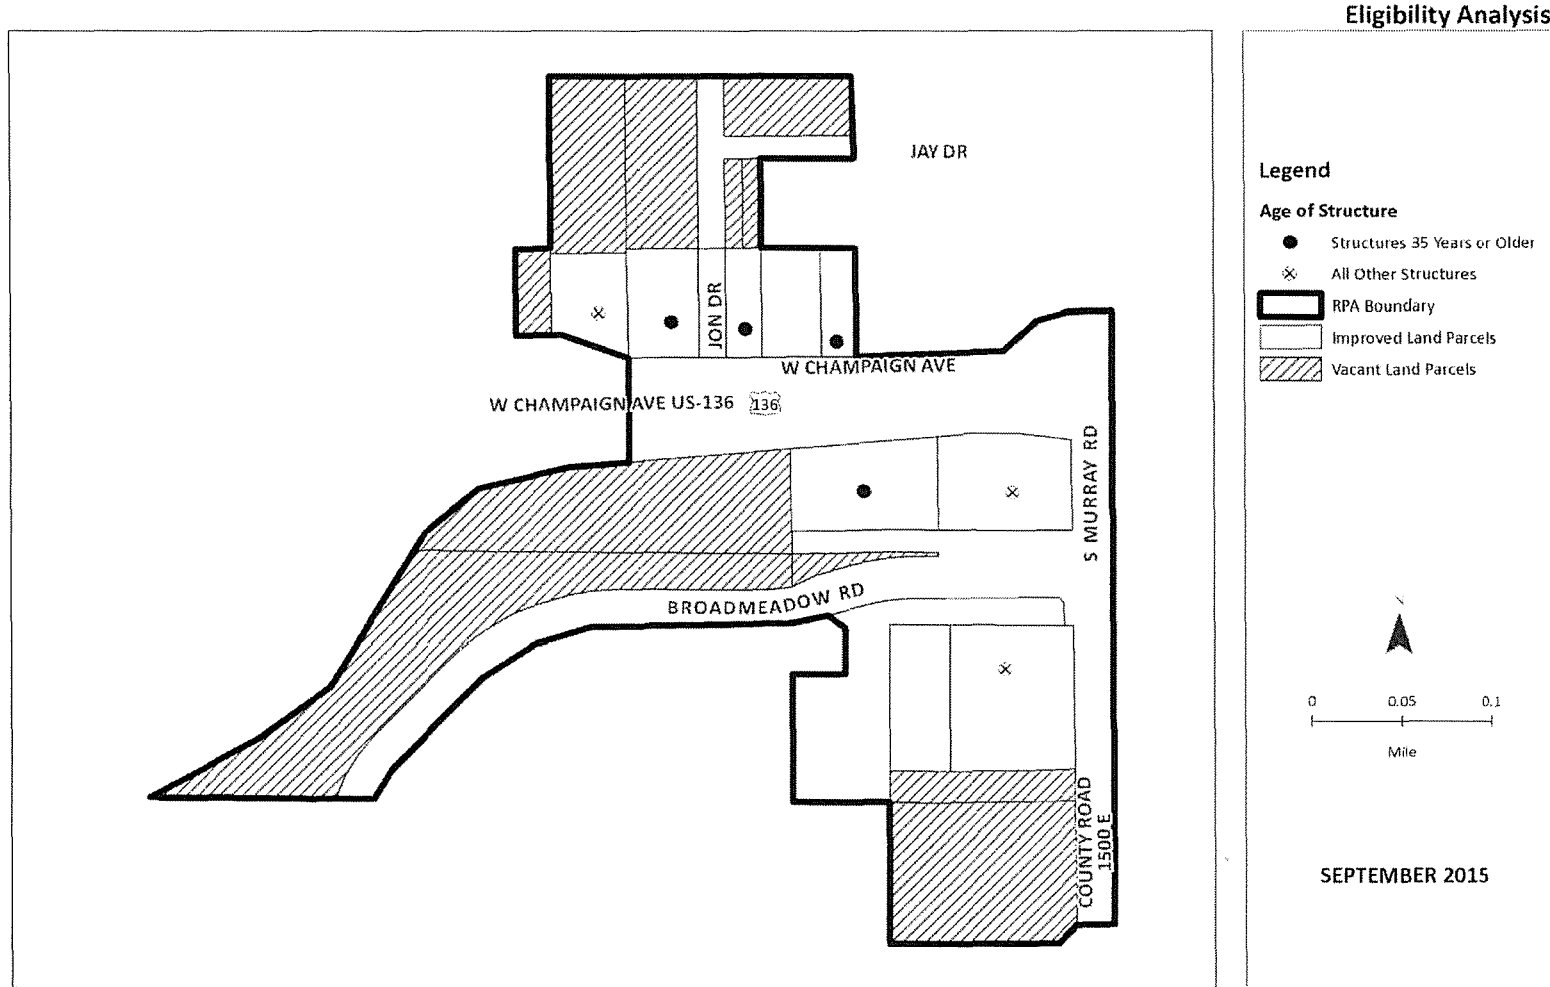 Eligibility Analysis
JAY DR
JON DR
W CHAMPAIGN AVE
W CHAMPAIGN AVE US-136 136
S MURRAY RD
BROADMEADOW RD
COUNTY ROAD
1500 E
Legend
Age of Structure
Structures 35 Years or Older
All Other Structures
RPA Boundary
Improved Land Parcels
Vacant Land Parcels
0 0.05 0.1
Mile
SEPTEMBER 2015